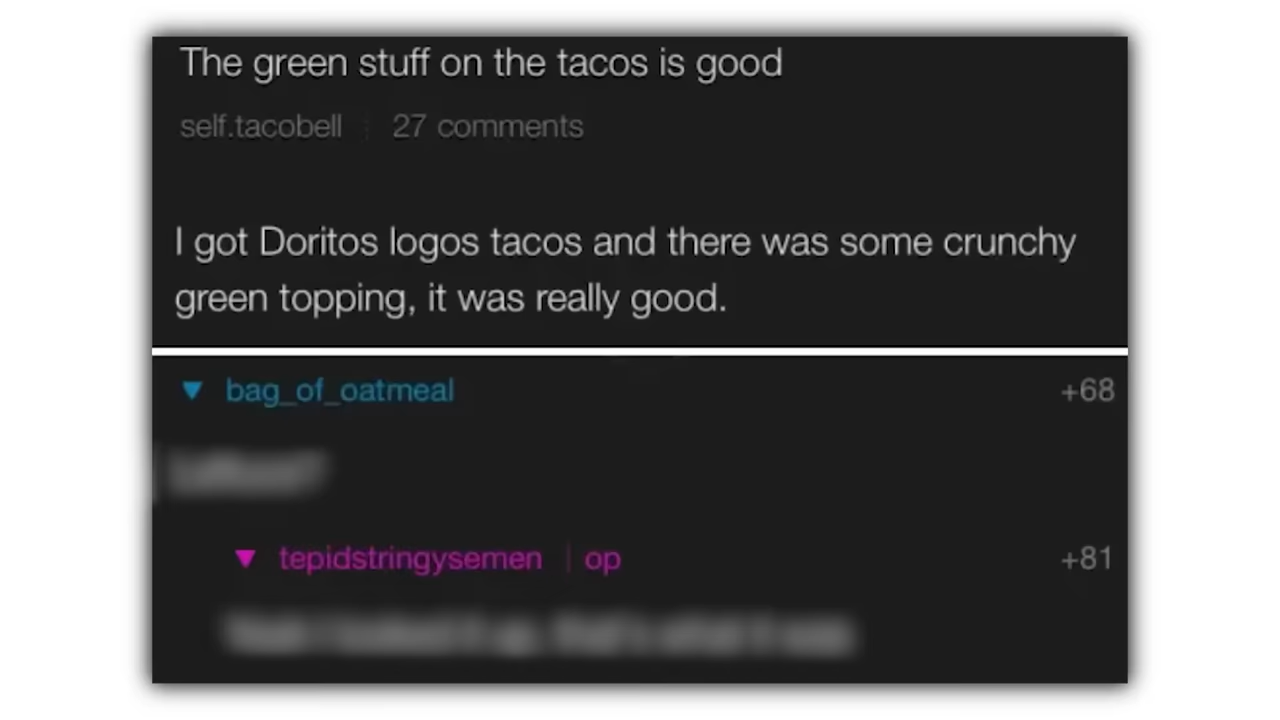 The green stuff on the tacos is good
self.tacobell 27 comments
I got Doritos logos tacos and there was some crunchy
green topping, it was really good.
bag_of_oatmeal +68
tepidstringysemen | op +81